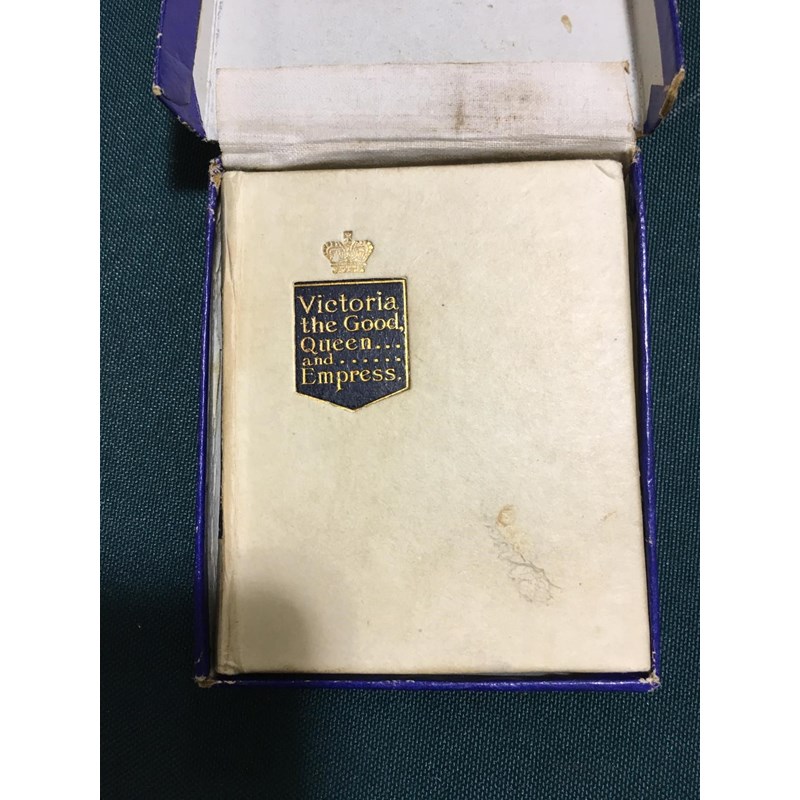 Victoria
the Good,
Queen...
and......
Empress.